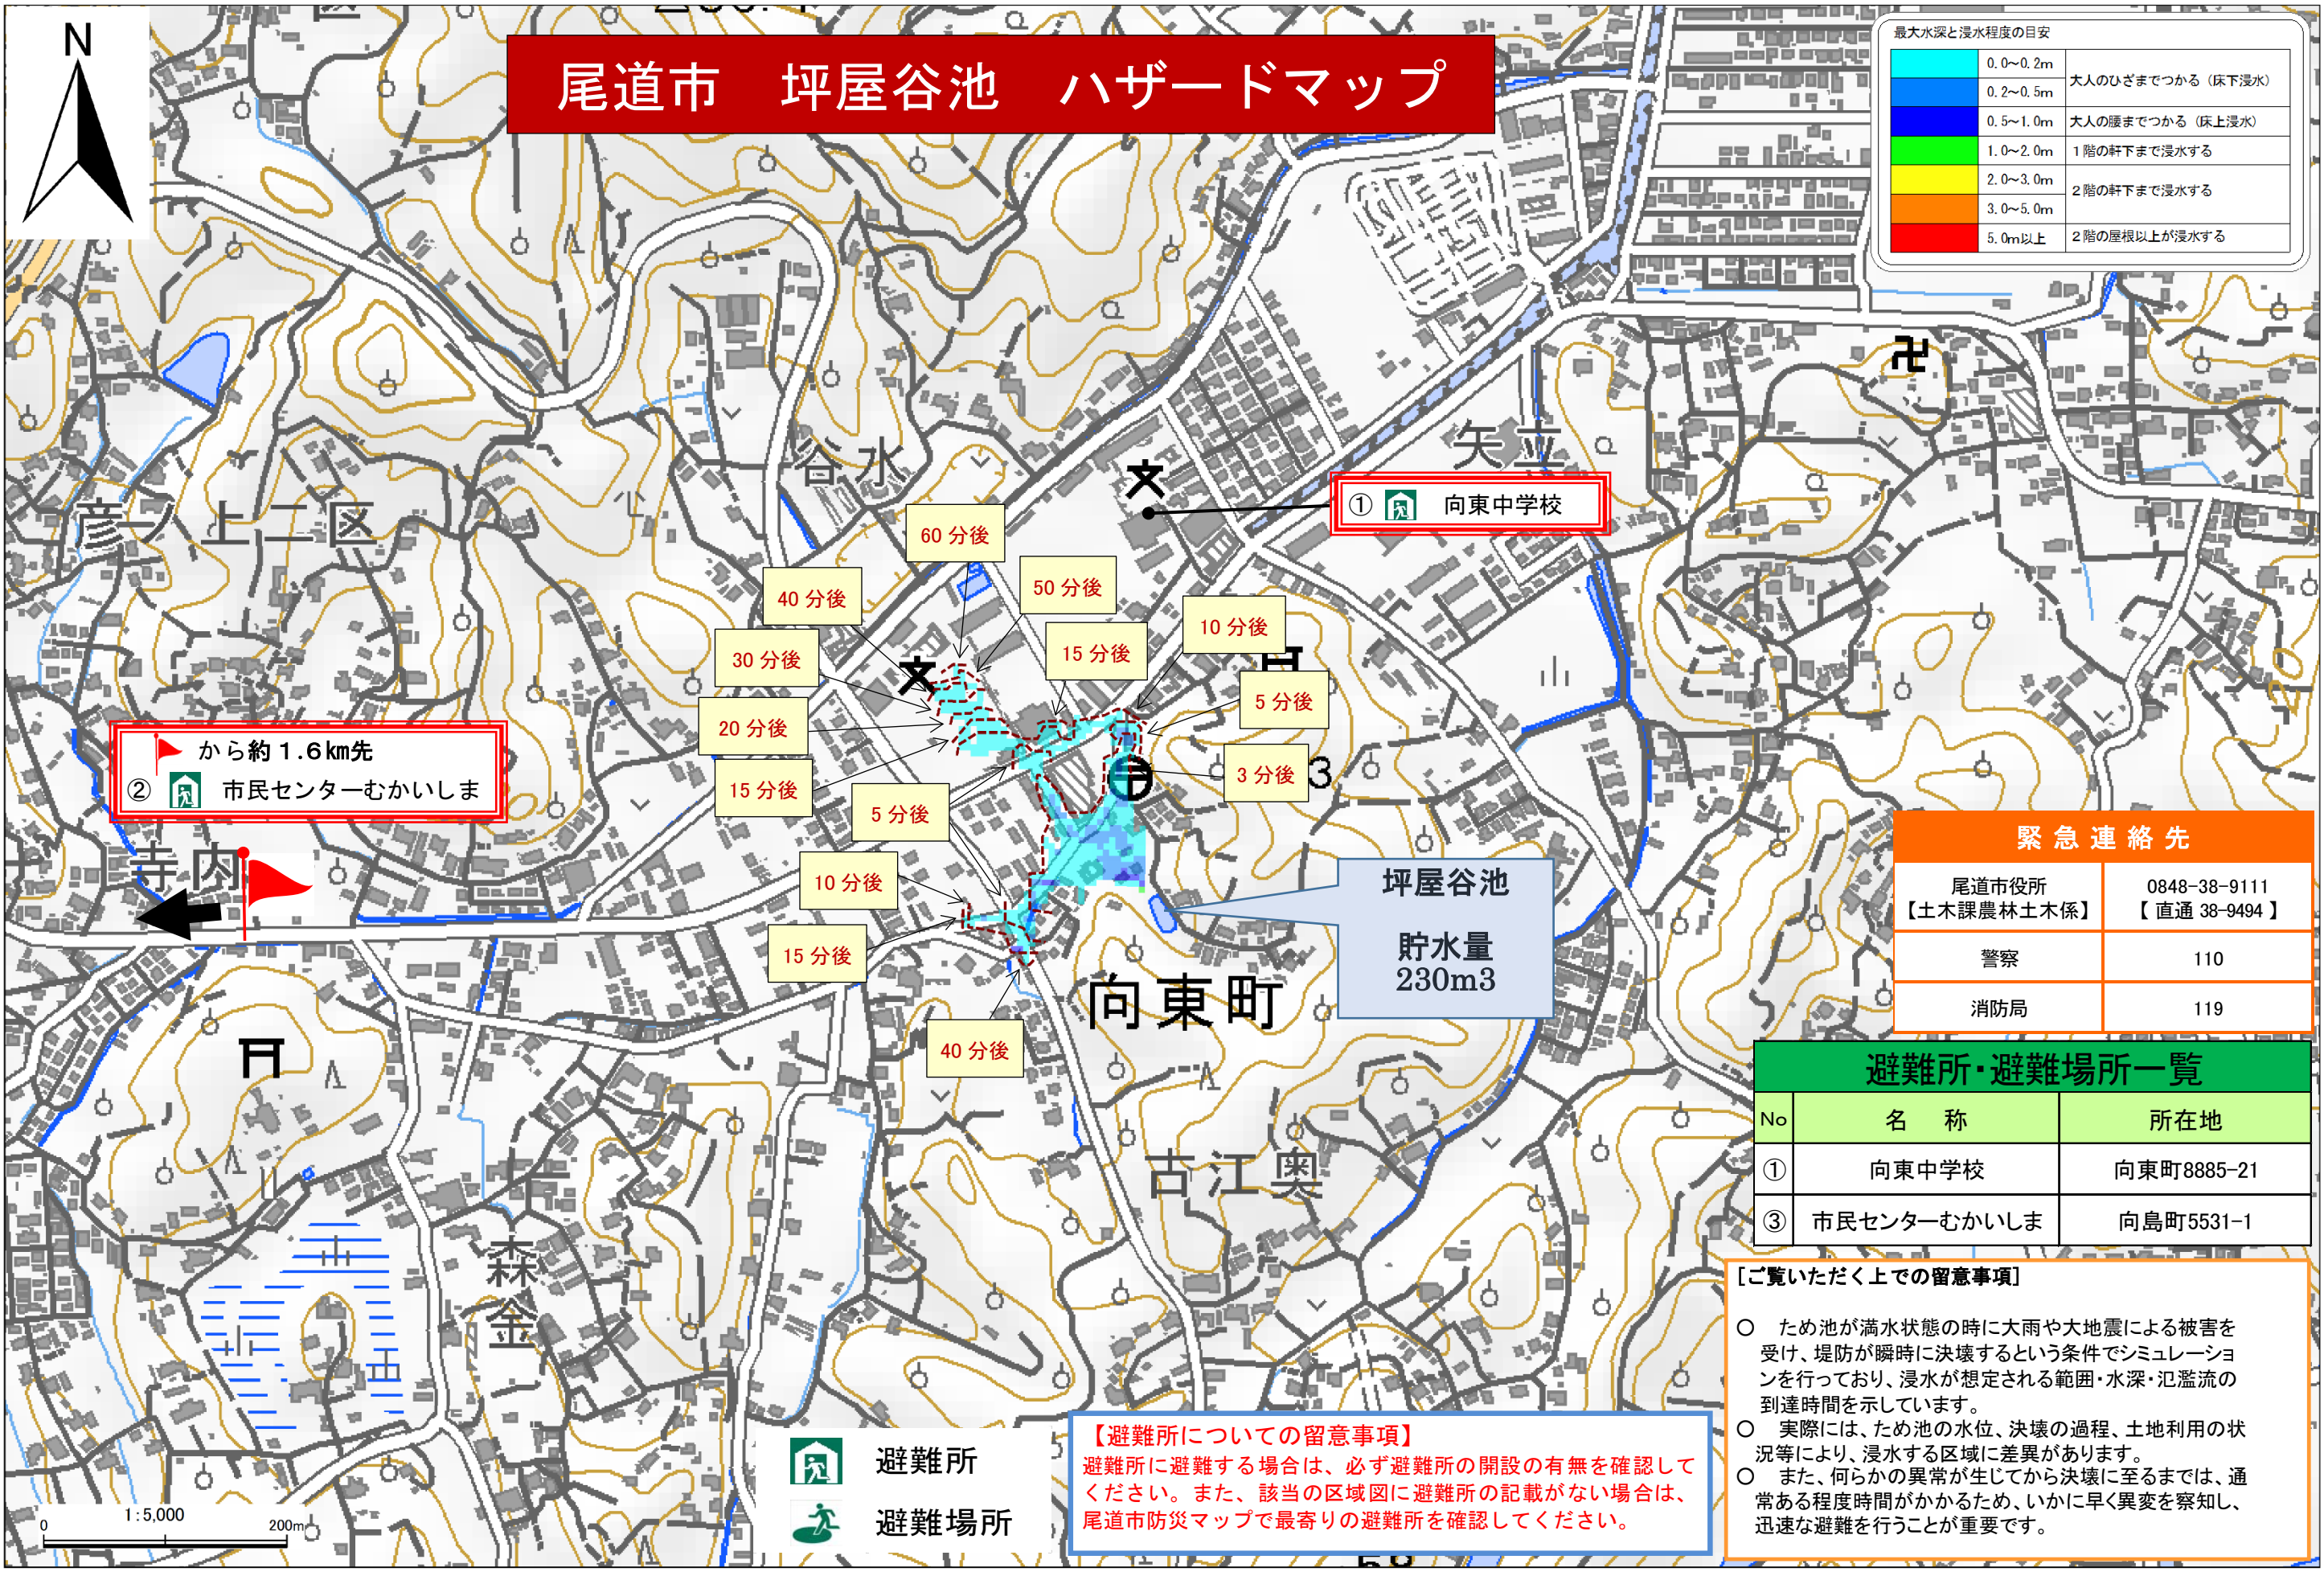 N
尾道市　坪屋谷池　ハザードマップ
最大水深と浸水程度の目安
0.0～0.2m
大人のひざまでつかる（床下浸水）
0.2～0.5m
0.5～1.0m 大人の腰までつかる（床上浸水）
1.0～2.0m 1階の軒下まで浸水する
2.0～3.0m
2階の軒下まで浸水する
3.0～5.0m
5.0m以上 2階の屋根以上が浸水する
谷水
矢立
彦ノ上二区
① 向東中学校
60 分後
50 分後
40 分後
10 分後
15 分後
30 分後
5 分後
20 分後
3 分後
15 分後
5 分後
10 分後
15 分後
40 分後
3
から約 1.6km先
② 市民センターむかいしま
寺内
坪屋谷池
貯水量
230m3
向東町
古江奥
森金
緊急連絡先
尾道市役所
【土木課農林土木係】
0848-38-9111
【 直通 38-9494 】
警察 110
消防局 119
避難所・避難場所一覧
No 名　称 所在地
① 向東中学校 向東町8885-21
③ 市民センターむかいしま 向島町5531-1
[ご覧いただく上での留意事項]
○　ため池が満水状態の時に大雨や大地震による被害を
受け、堤防が瞬時に決壊するという条件でシミュレーショ
ンを行っており、浸水が想定される範囲・水深・氾濫流の
到達時間を示しています。
○　実際には、ため池の水位、決壊の過程、土地利用の状
況等により、浸水する区域に差異があります。
○　また、何らかの異常が生じてから決壊に至るまでは、通
常ある程度時間がかかるため、いかに早く異変を察知し、
迅速な避難を行うことが重要です。
避難所
避難場所
【避難所についての留意事項】
避難所に避難する場合は、必ず避難所の開設の有無を確認して
ください。また、該当の区域図に避難所の記載がない場合は、
尾道市防災マップで最寄りの避難所を確認してください。
1:5,000
0 200m